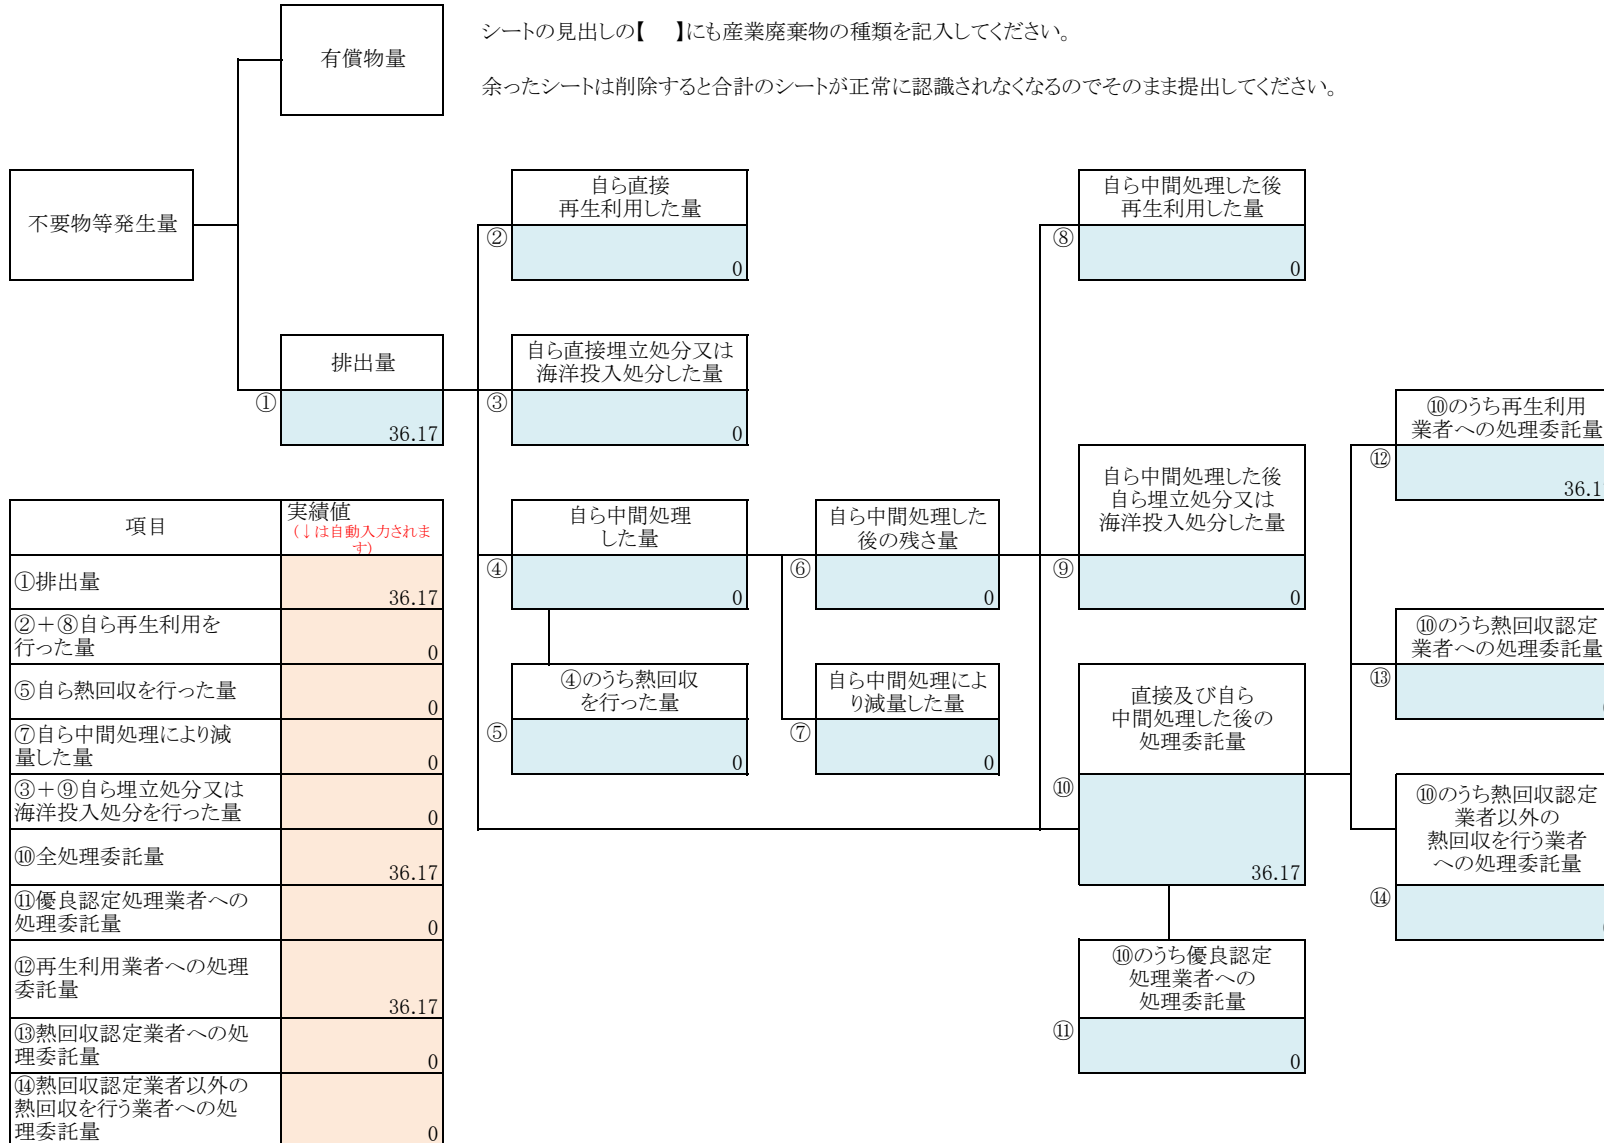 シートの見出しの【　】にも産業廃棄物の種類を記入してください。
余ったシートは削除すると合計のシートが正常に認識されなくなるのでそのまま提出してください。
有償物量
不要物等発生量
排出量
①
36.17
自ら直接
再生利用した量
②
0
自ら直接埋立処分又は
海洋投入処分した量
③
0
自ら中間処理
した量
④
0
④のうち熱回収
を行った量
⑤
0
自ら中間処理した
後の残さ量
⑥
0
自ら中間処理によ
り減量した量
⑦
0
自ら中間処理した後
再生利用した量
⑧
0
自ら中間処理した後
自ら埋立処分又は
海洋投入処分した量
⑨
0
直接及び自ら
中間処理した後の
処理委託量
⑩
36.17
⑩のうち優良認定
処理業者への
処理委託量
⑪
0
⑩のうち再生利用
業者への処理委託量
⑫
36.1
⑩のうち熱回収認定
業者への処理委託量
⑬
⑩のうち熱回収認定
業者以外の
熱回収を行う業者
への処理委託量
⑭
項目
実績値
（↓は自動入力されま
す）
①排出量
36.17
②＋⑧自ら再生利用を
行った量
0
⑤自ら熱回収を行った量
0
⑦自ら中間処理により減
量した量
0
③＋⑨自ら埋立処分又は
海洋投入処分を行った量
0
⑩全処理委託量
36.17
⑪優良認定処理業者への
処理委託量
0
⑫再生利用業者への処理
委託量
36.17
⑬熱回収認定業者への処
理委託量
0
⑭熱回収認定業者以外の
熱回収を行う業者への処
理委託量
0